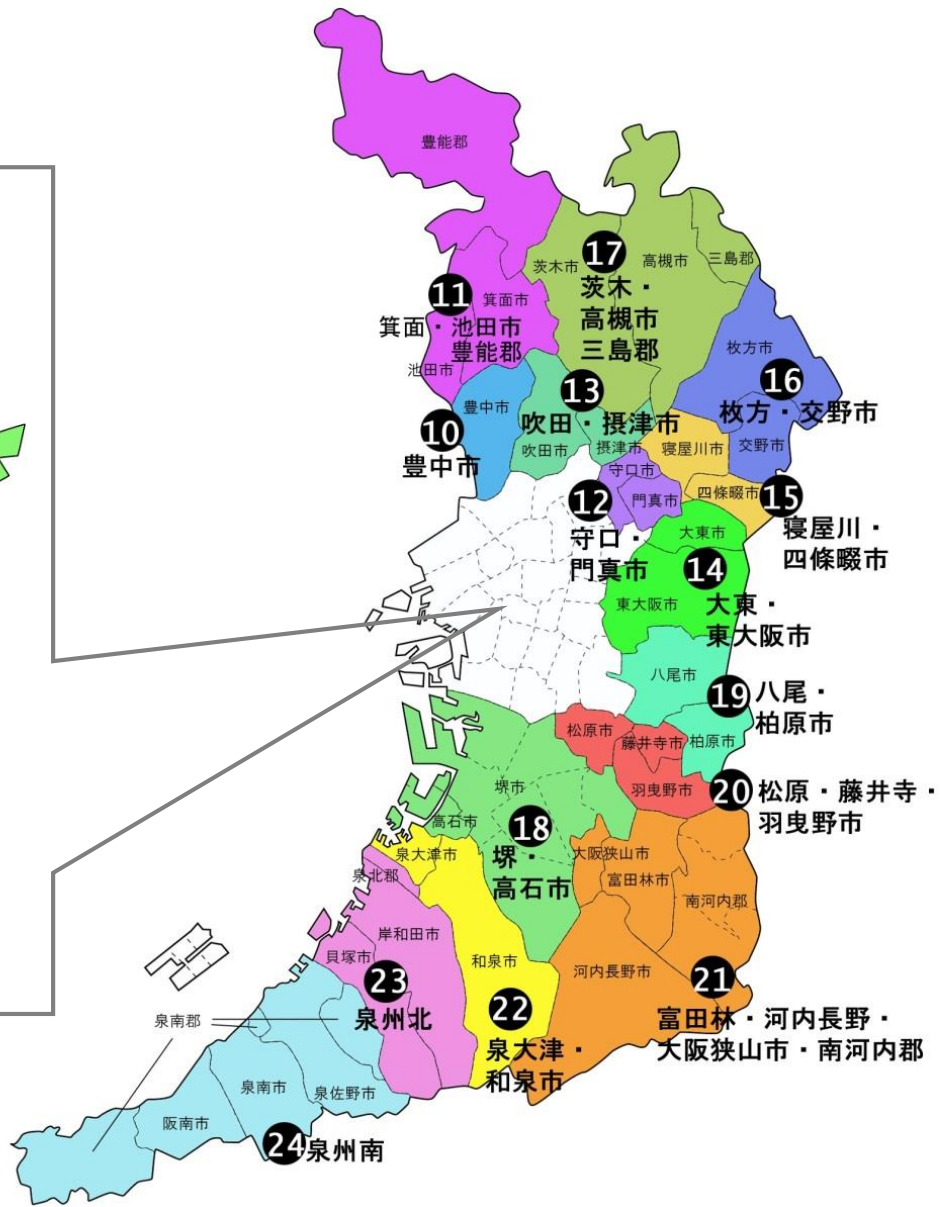 豊能郡
17
茨木市
高槻市
三島郡
茨木・
高槻市
三島郡
11
箕面市
箕面・池田市
豊能郡
池田市
枚方市
16
枚方・交野市
交野市
13
吹田・摂津市
吹田市
摂津市
豊中市
10
豊中市
寝屋川市
守口市
門真市
12
守口・
門真市
四條畷市
15
寝屋川・
四條畷市
大東市
14
東大阪市
大東・
東大阪市
八尾市
19
八尾・
柏原市
柏原市
松原市
藤井寺市
羽曳野市
20
松原・藤井寺・
羽曳野市
堺市
高石市
18
堺・
高石市
大阪狭山市
富田林市
南河内郡
河内長野市
21
富田林・河内長野・
大阪狭山市・南河内郡
泉大津市
和泉市
22
泉大津・
和泉市
泉北郡
岸和田市
貝塚市
23
泉州北
泉南郡
泉南市
泉佐野市
阪南市
24
泉州南